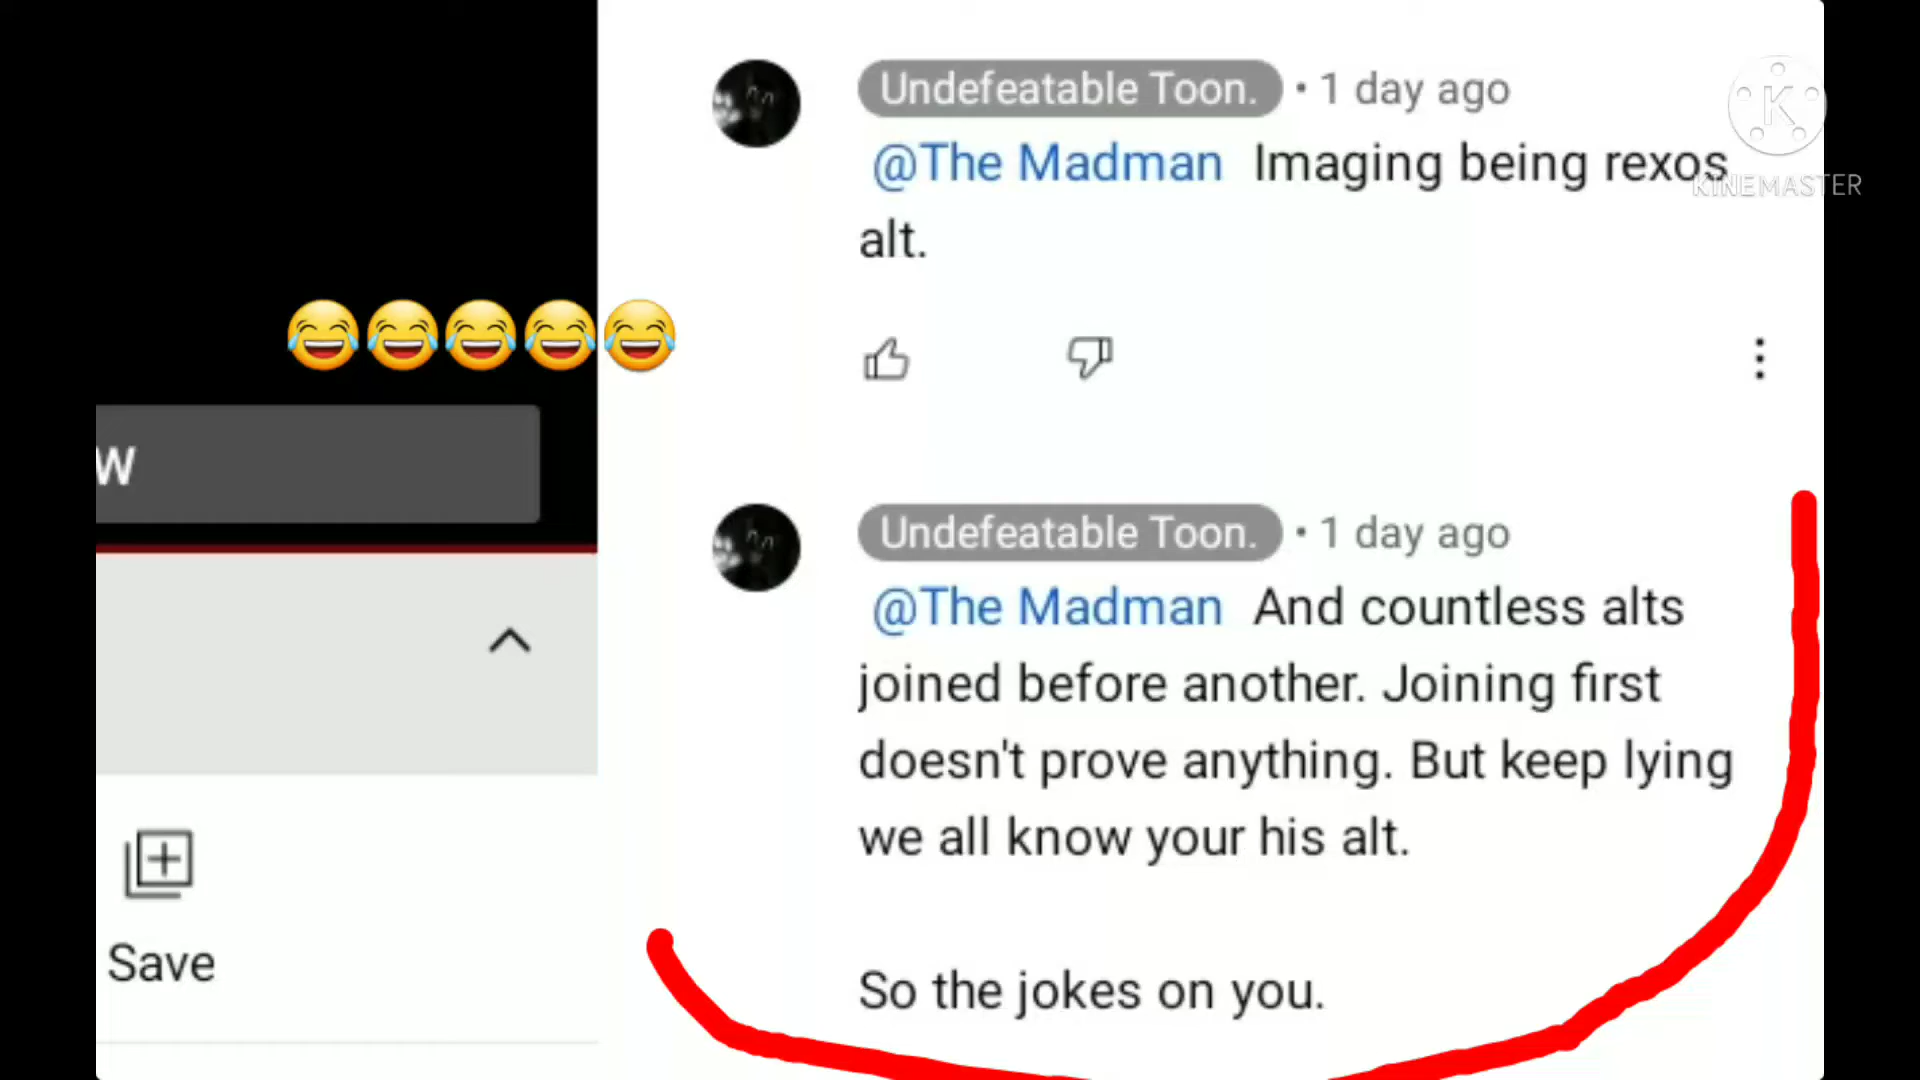 Undefeatable Toon. • 1 day ago
@The Madman Imaging being rexos
alt.
K
KINEMASTER
😂😂😂😂😂
W
Undefeatable Toon. • 1 day ago
@The Madman And countless alts
joined before another. Joining first
doesn't prove anything. But keep lying
we all know your his alt.
So the jokes on you.
Save